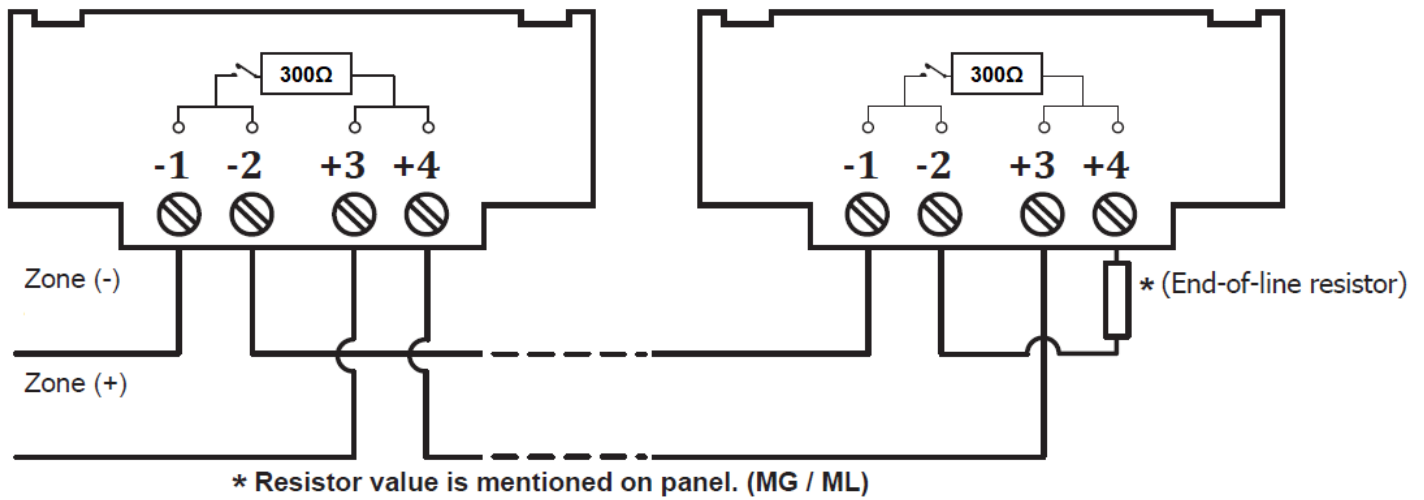 300Ω
300Ω
-1 -2 +3 +4
-1 -2 +3 +4
Zone (-)
* (End-of-line resistor)
Zone (+)
* Resistor value is mentioned on panel. (MG / ML)